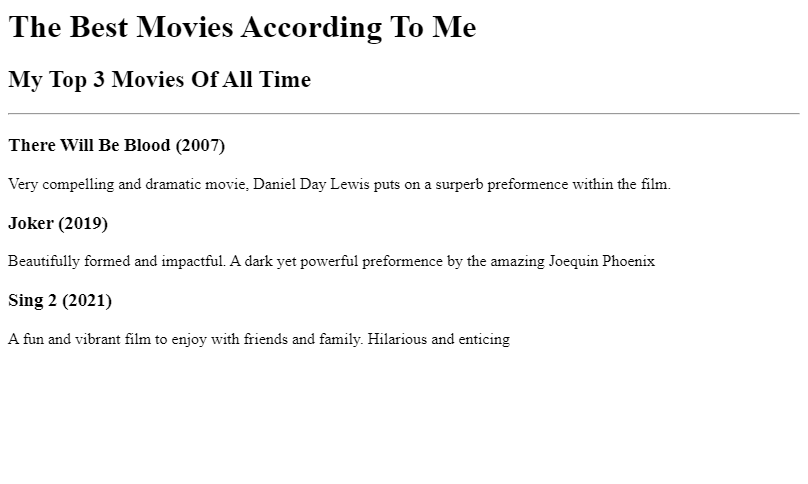 The Best Movies According To Me
My Top 3 Movies Of All Time
There Will Be Blood (2007)
Very compelling and dramatic movie, Daniel Day Lewis puts on a surperb preformence within the film.
Joker (2019)
Beautifully formed and impactful. A dark yet powerful preformence by the amazing Joequin Phoenix
Sing 2 (2021)
A fun and vibrant film to enjoy with friends and family. Hilarious and enticing